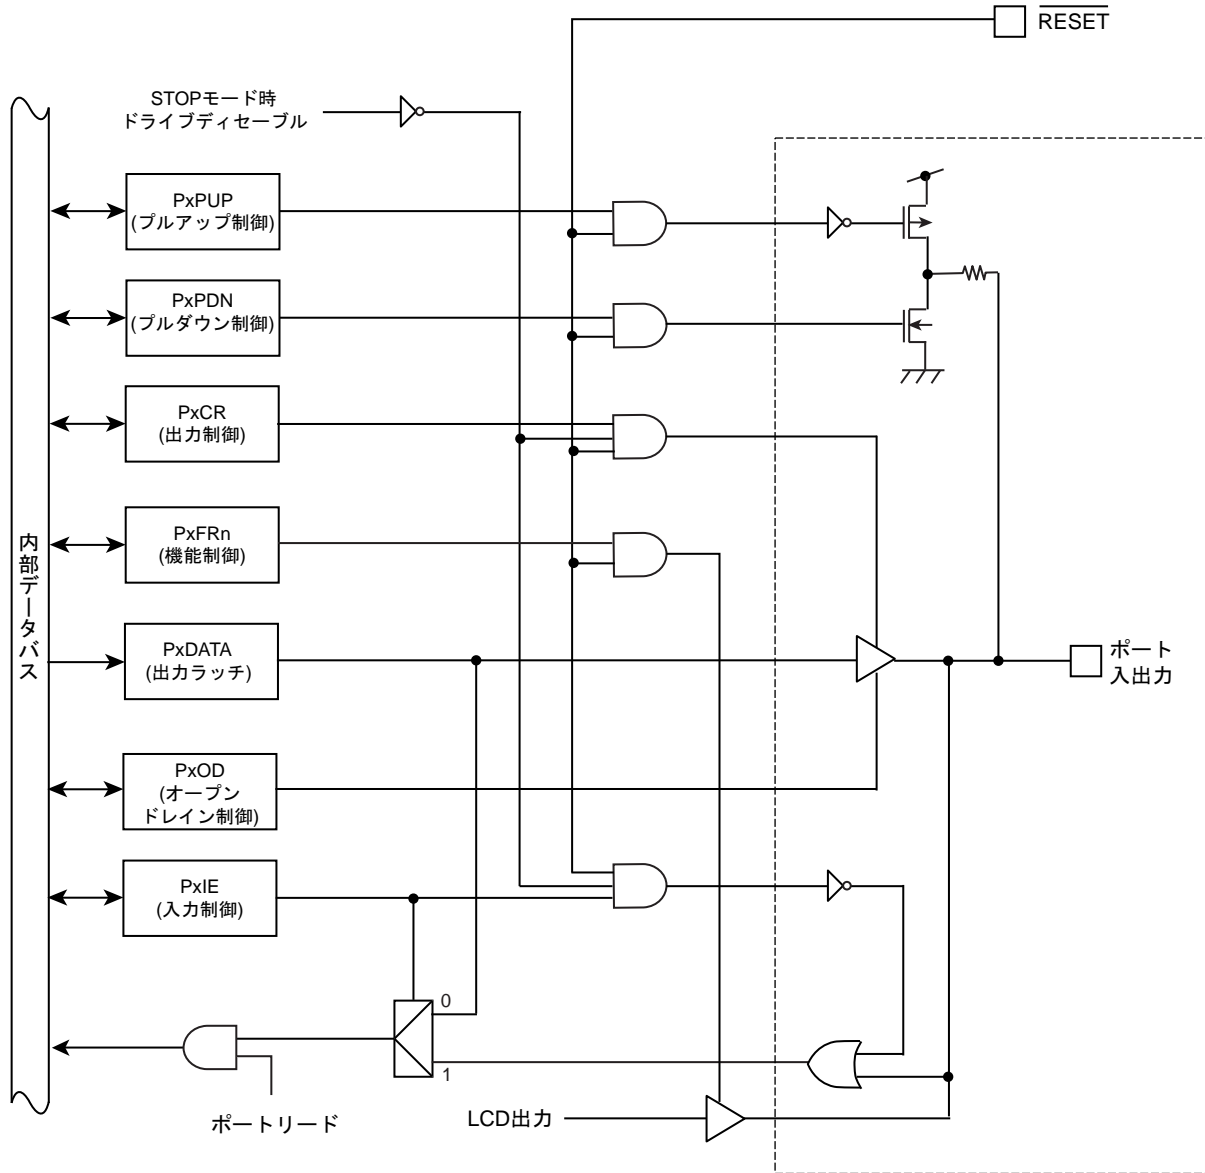 RESET
STOPモード時
ドライブディセーブル
PxPUP
(プルアップ制御)
PxPDN
(プルダウン制御)
PxCR
(出力制御)
PxFRn
(機能制御)
内部データバス
PxDATA
(出力ラッチ)
ポート
入出力
PxOD
(オープン
ドレイン制御)
PxIE
(入力制御)
0
1
ポートリード
LCD出力